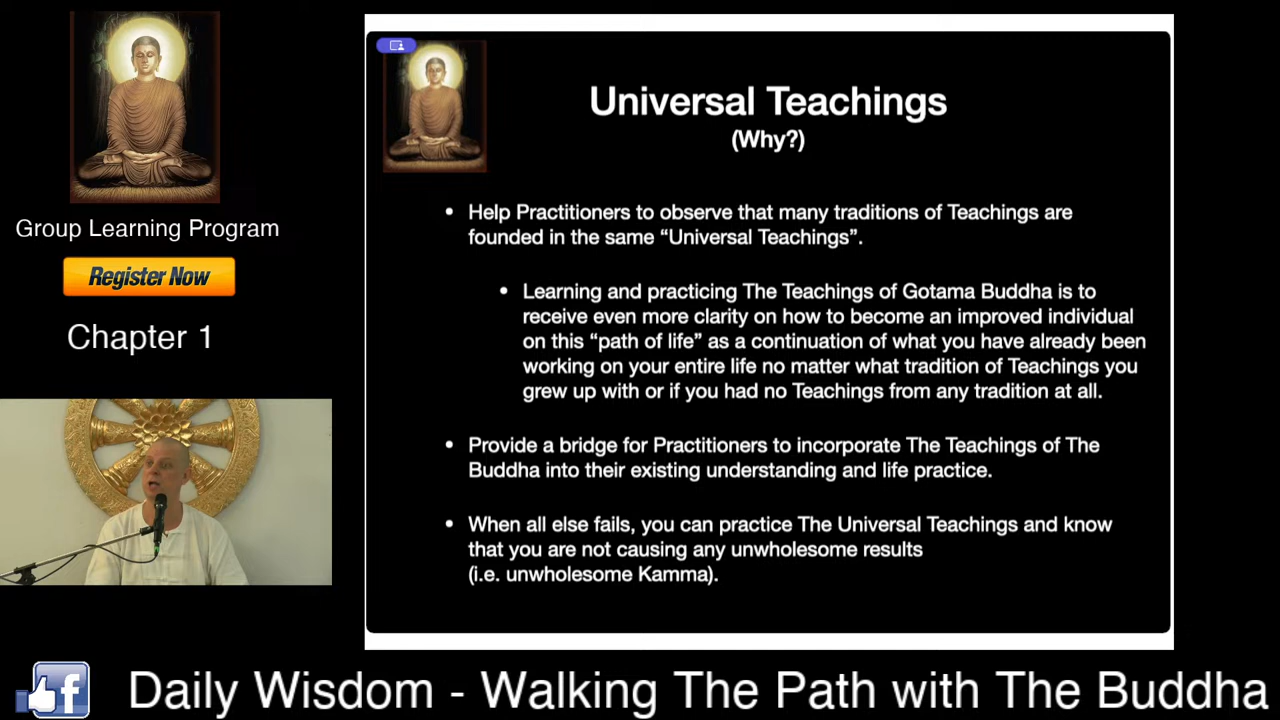 Group Learning Program
Register Now
Chapter 1
Universal Teachings
(Why?)
• Help Practitioners to observe that many traditions of Teachings are
founded in the same “Universal Teachings”.
• Learning and practicing The Teachings of Gotama Buddha is to
receive even more clarity on how to become an improved individual
on this “path of life” as a continuation of what you have already been
working on your entire life no matter what tradition of Teachings you
grew up with or if you had no Teachings from any tradition at all.
• Provide a bridge for Practitioners to incorporate The Teachings of The
Buddha into their existing understanding and life practice.
• When all else fails, you can practice The Universal Teachings and know
that you are not causing any unwholesome results
(i.e. unwholesome Kamma).
f Daily Wisdom - Walking The Path with The Buddha